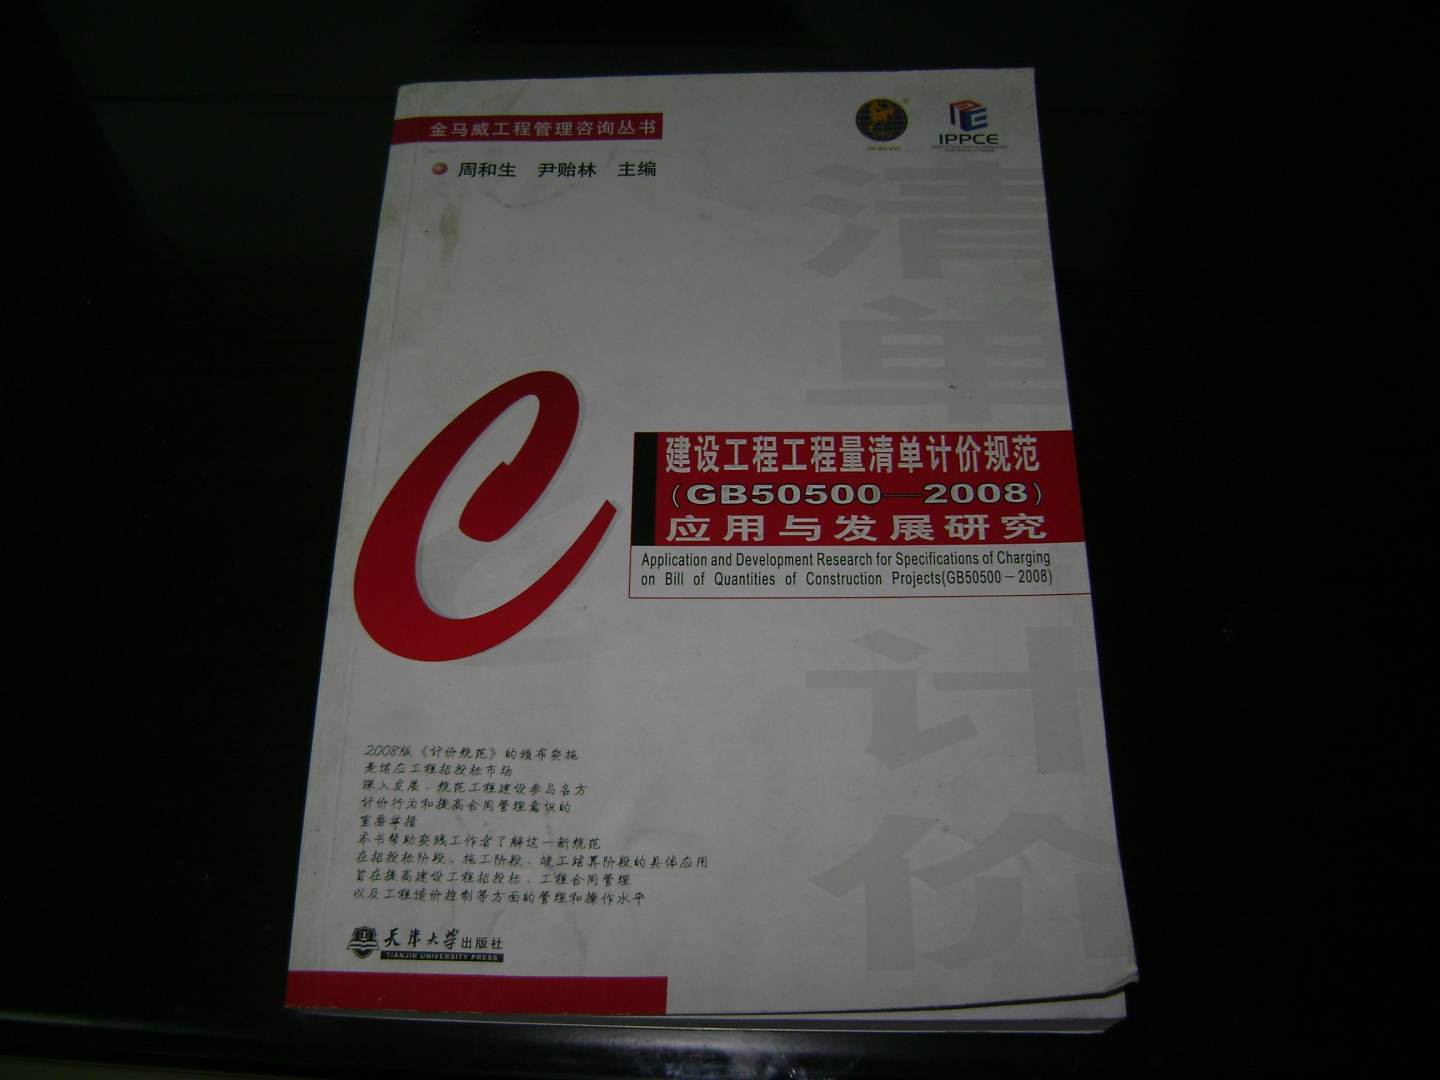 金马威工程管理咨询丛书
周和生 尹贻林 主编
IPPCE
清单
建设工程工程量清单计价规范
(GB50500—2008)
应用与发展研究
Application and Development Research for Specifications of Charging
on Bill of Quantities of Construction Projects(GB50500－2008)
计价
2008版《计价规范》的颁布实施
是适应工程招投标市场
深入发展、规范工程建设参与各方
计价行为和提高合同管理意识的
重要举措
本书帮助实践工作者了解这一新规范
在招投标阶段、施工阶段、竣工结算阶段的具体应用
旨在提高建设工程招投标、工程合同管理
以及工程造价控制等方面的管理和操作水平
天津大学出版社
TIANJIN UNIVERSITY PRESS